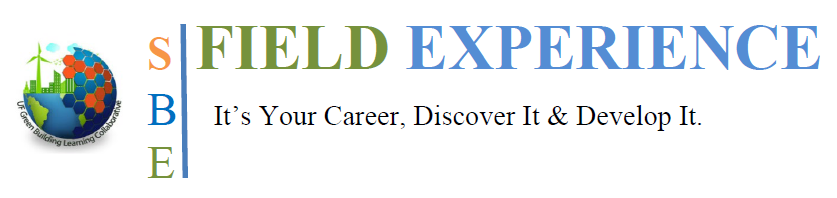 UF Green Building Learning Collaborative
S
B
E
FIELD EXPERIENCE
It's Your Career, Discover It & Develop It.